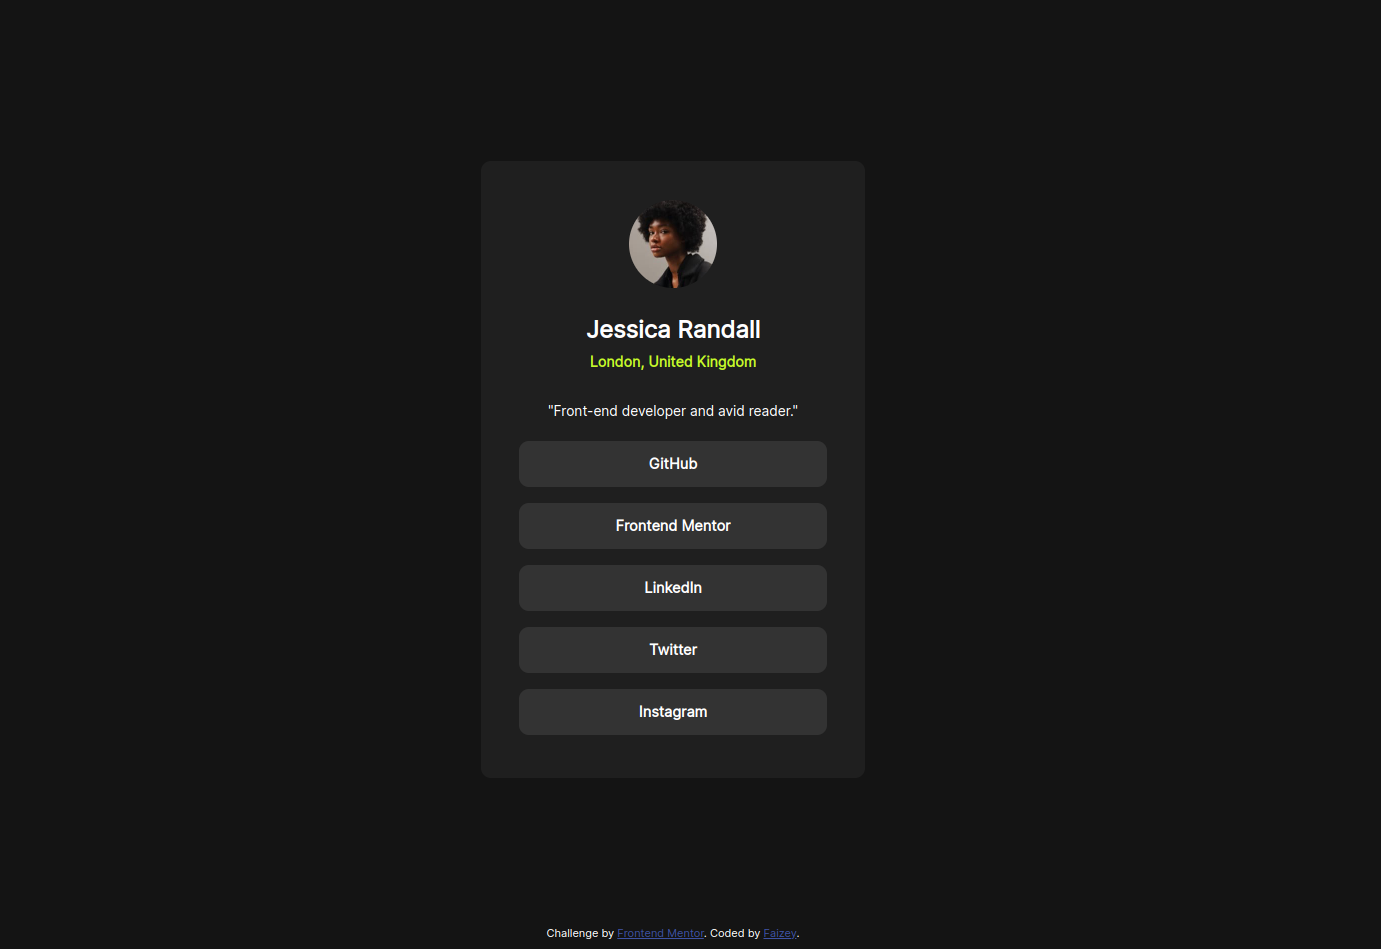 Jessica Randall
London, United Kingdom
"Front-end developer and avid reader."
GitHub
Frontend Mentor
LinkedIn
Twitter
Instagram
Challenge by Frontend Mentor. Coded by Faizey.